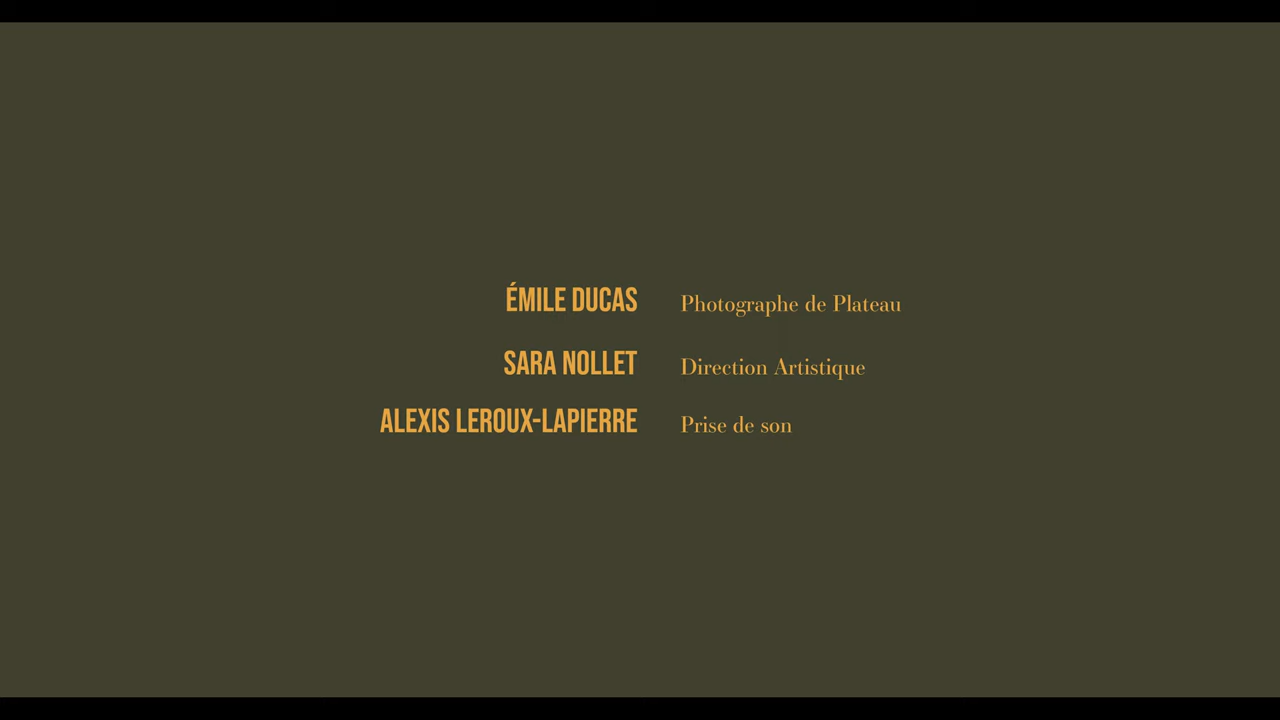 ÉMILE DUCAS Photographe de Plateau
SARA NOLLET Direction Artistique
ALEXIS LEROUX-LAPIERRE Prise de son